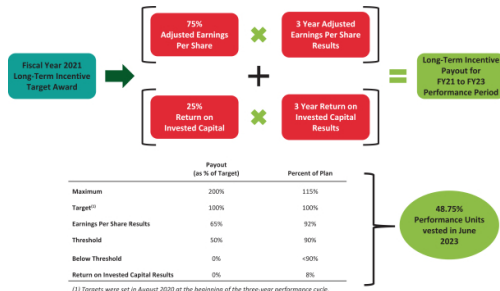 75%
Adjusted Earnings
Per Share
3 Year Adjusted
Earnings Per Share
Results
Fiscal Year 2021
Long-Term Incentive
Target Award
+
=
Long-Term Incentive
Payout for
FY21 to FY23
Performance Period
25%
Return on
Invested Capital
3 Year Return on
Invested Capital
Results
Payout
(as % of Target) Percent of Plan
Maximum 200% 115%
Target(1) 100% 100%
Earnings Per Share Results 65% 92%
Threshold 50% 90%
Below Threshold 0% <90%
Return on Invested Capital Results 0% 8%
(1) Targets were set in August 2020 at the beginning of the three-year performance cycle.
48.75%
Performance Units
vested in June
2023